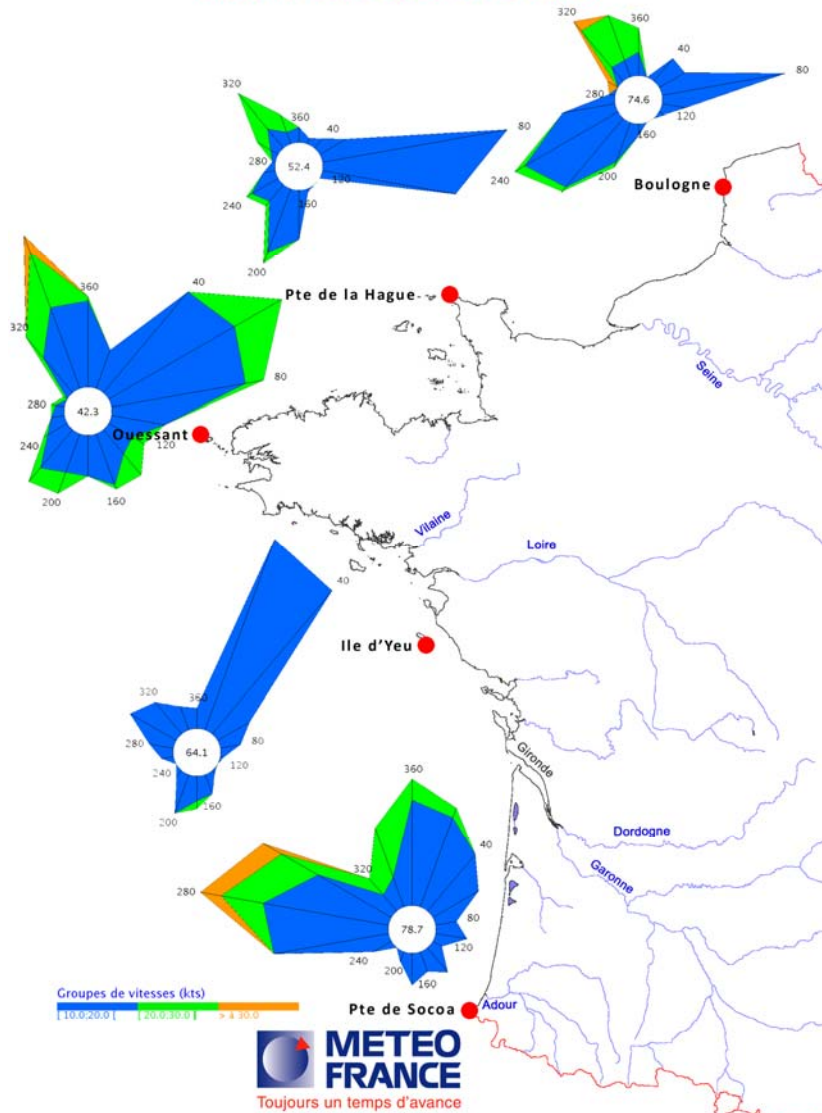 320
360
40
80
280
74.6
120
160
80
240
200
Boulogne
320
360
40
280
52.4
120
240
160
200
Pte de la Hague
Seine
360
40
320
80
280
42.3
Ouessant
120
240
200
160
Vilaine
Loire
40
Ile d'Yeu
320
360
280
64.1
80
240
120
160
200
Gironde
360
Dordogne
40
Garonne
320
280
80
78.7
120
240
200
160
Groupes de vitesses (kts)
[ 10.0;20.0 [ [ 20.0;30.0 [ > à 30.0
Pte de Socoa
Adour
METEO
FRANCE
Toujours un temps d'avance